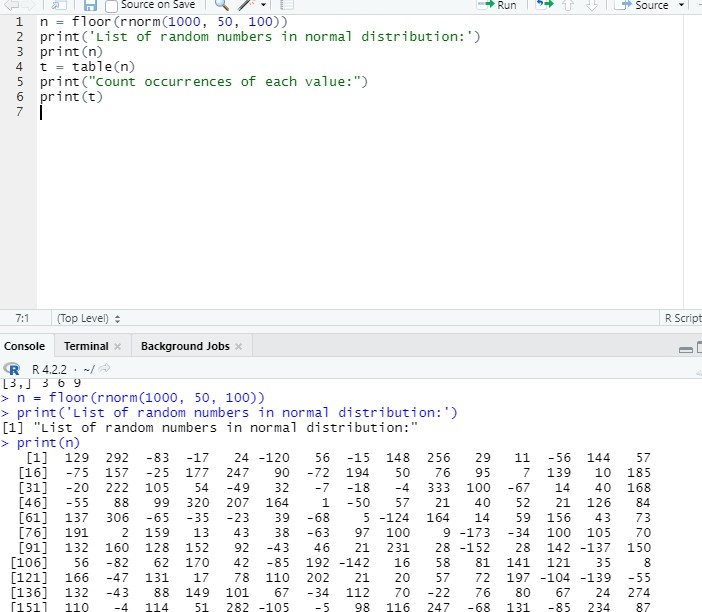 Source on Save Run Source
1 n = floor(rnorm(1000, 50, 100))
2 print('List of random numbers in normal distribution:')
3 print(n)
4 t = table(n)
5 print("Count occurrences of each value:")
6 print(t)
7
7:1 (Top Level) R Script
Console Terminal Background Jobs
R 4.2.2 · ~/
[3,] 3 6 9
> n = floor(rnorm(1000, 50, 100))
> print('List of random numbers in normal distribution:')
[1] "List of random numbers in normal distribution:"
> print(n)
[1] 129 292 -83 -17 24 -120 56 -15 148 256 29 11 -56 144 57
[16] -75 157 -25 177 247 90 -72 194 50 76 95 7 139 10 185
[31] -20 222 105 54 -49 32 -7 -18 -4 333 100 -67 14 40 168
[46] -55 88 99 320 207 164 1 -50 57 21 40 52 21 126 84
[61] 137 306 -65 -35 -23 39 -68 5 -124 164 14 59 156 43 73
[76] 191 2 159 13 43 38 -63 97 100 9 -173 -34 100 105 70
[91] 132 160 128 152 92 -43 46 21 231 28 -152 28 142 -137 150
[106] 56 -82 62 170 42 -85 192 -142 16 58 81 141 121 35 8
[121] 166 -47 131 17 78 110 202 21 20 57 72 197 -104 -139 -55
[136] 132 -43 88 149 101 67 -34 112 70 -22 76 80 67 24 274
[151] 110 -4 114 51 282 -105 -5 98 116 247 -68 131 -85 234 87